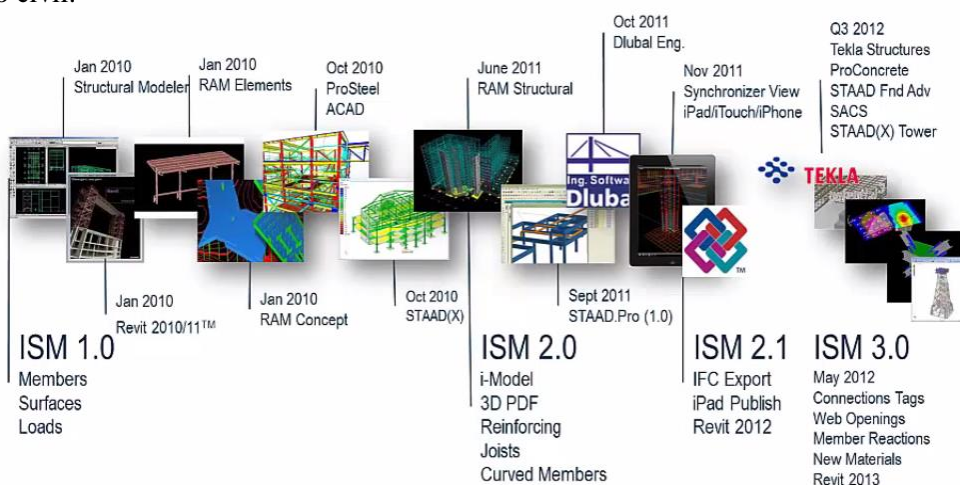 Jan 2010
Structural Modeler
Jan 2010
RAM Elements
Oct 2010
ProSteel
ACAD
June 2011
RAM Structural
Oct 2011
Dlubal Eng.
Nov 2011
Synchronizer View
iPad/iTouch/iPhone
Q3 2012
Tekla Structures
ProConcrete
STAAD Fnd Adv
SACS
STAAD(X) Tower
Ing. Softwa
Dluba
TEKLA
TM
Jan 2010
Revit 2010/11™
Jan 2010
RAM Concept
Oct 2010
STAAD(X)
Sept 2011
STAAD.Pro (1.0)
ISM 1.0
Members
Surfaces
Loads
ISM 2.0
i-Model
3D PDF
Reinforcing
Joists
Curved Members
ISM 2.1
IFC Export
iPad Publish
Revit 2012
ISM 3.0
May 2012
Connections Tags
Web Openings
Member Reactions
New Materials
Revit 2013